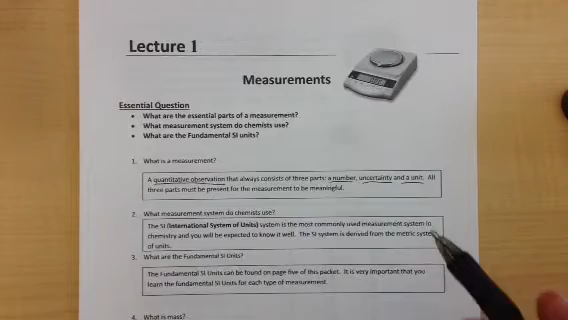 Lecture 1
Measurements
Essential Question
• What are the essential parts of a measurement?
• What measurement system do chemists use?
• What are the Fundamental SI units?
1. What is a measurement?
A quantitative observation that always consists of three parts: a number, uncertainty and a unit. All
three parts must be present for the measurement to be meaningful.
2. What measurement system do chemists use?
The SI (International System of Units) system is the most commonly used measurement system in
chemistry and you will be expected to know it well. The SI system is derived from the metric system
of units.
3. What are the Fundamental SI Units?
The Fundamental SI Units can be found on page five of this packet. It is very important that you
learn the fundamental SI Units for each type of measurement.
4. What is mass?